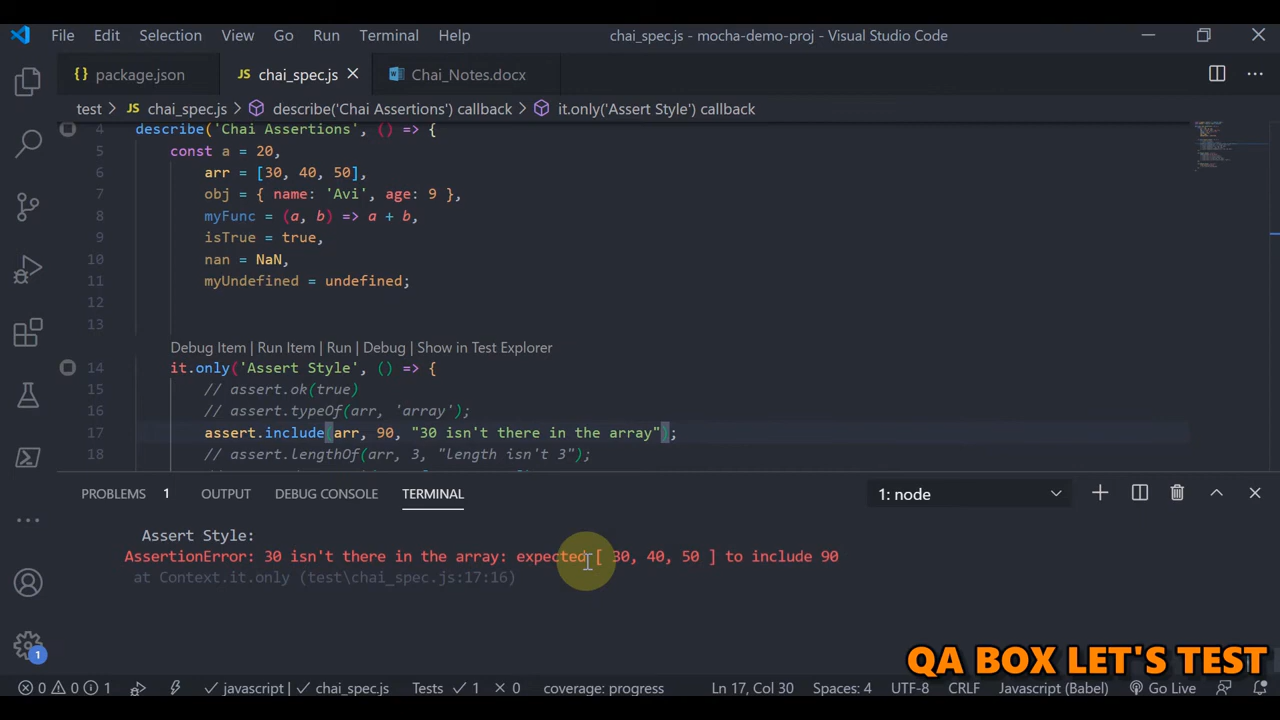 File Edit Selection View Go Run Terminal Help chai_spec.js - mocha-demo-proj - Visual Studio Code
{} package.json JS chai_spec.js Chai_Notes.docx
test > JS chai_spec.js > describe('Chai Assertions') callback > it.only('Assert Style') callback
4 describe('Chai Assertions', () => {
5 const a = 20,
6 arr = [30, 40, 50],
7 obj = { name: 'Avi', age: 9 },
8 myFunc = (a, b) => a + b,
9 isTrue = true,
10 nan = NaN,
11 myUndefined = undefined;
12
13
Debug Item | Run Item | Run | Debug | Show in Test Explorer
14 it.only('Assert Style', () => {
15 // assert.ok(true)
16 // assert.typeOf(arr, 'array');
17 assert.include(arr, 90, "30 isn't there in the array");
18 // assert.lengthOf(arr, 3, "length isn't 3");
PROBLEMS 1 OUTPUT DEBUG CONSOLE TERMINAL 1: node
Assert Style:
AssertionError: 30 isn't there in the array: expected [ 30, 40, 50 ] to include 90
at Context.it.only (test\chai_spec.js:17:16)
QA BOX LET'S TEST
1
0 0 1 javascript | chai_spec.js Tests 1 0 coverage: progress Ln 17, Col 30 Spaces: 4 UTF-8 CRLF Javascript (Babel) Go Live